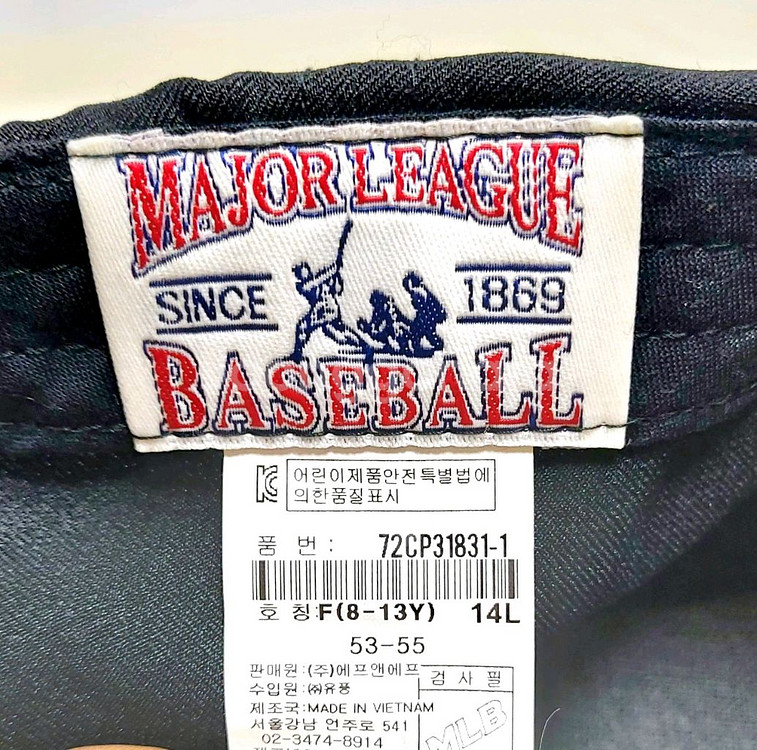 MAJOR LEAGUE
SINCE 1869
BASEBALL
어린이제품안전특별법에
의한품질표시
품 번 : 72CP31831-1
호 칭:F(8-13Y) 14L
53-55
판매원:(주)에프앤에프
검 사 필
수입원:㈜유풍
제조국:MADE IN VIETNAM
서울강남 언주로 541
MLB
02-3474-8914